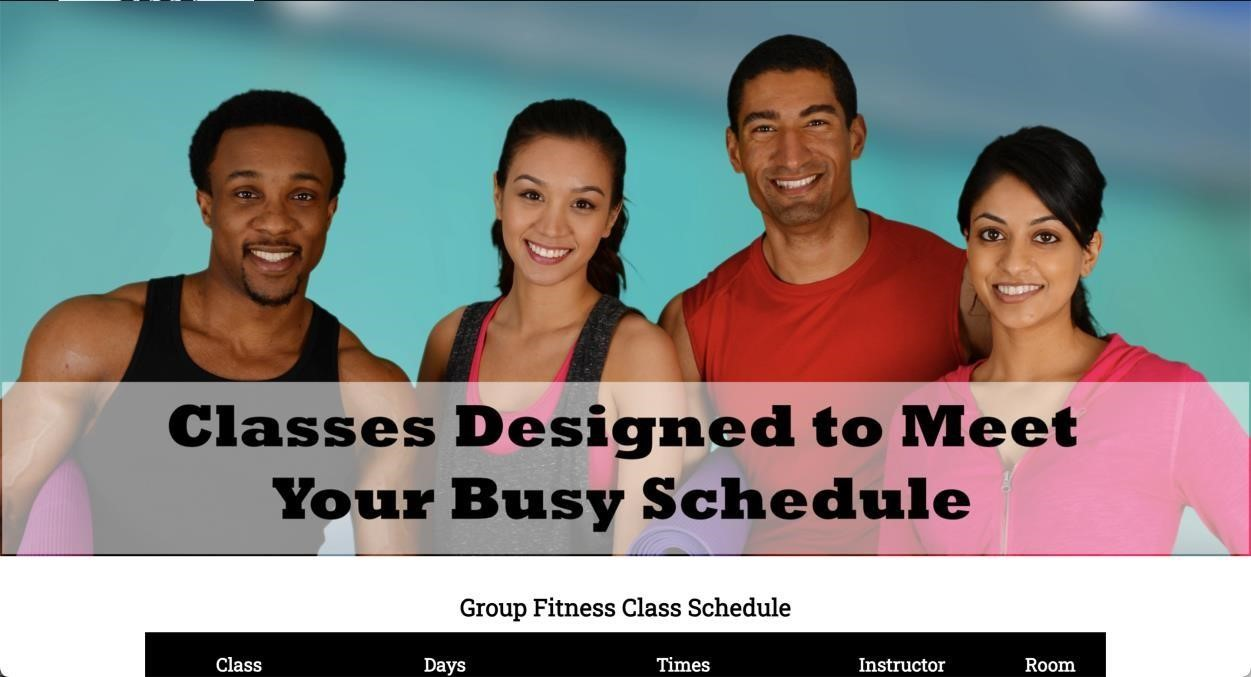 Classes Designed to Meet
Your Busy Schedule
Group Fitness Class Schedule
Class Days Times Instructor Room